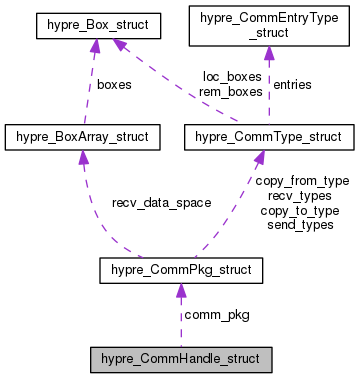 hypre_Box_struct
hypre_CommEntryType
_struct
loc_boxes
rem_boxes
boxes
entries
hypre_BoxArray_struct
hypre_CommType_struct
recv_data_space
copy_from_type
recv_types
copy_to_type
send_types
hypre_CommPkg_struct
comm_pkg
hypre_CommHandle_struct